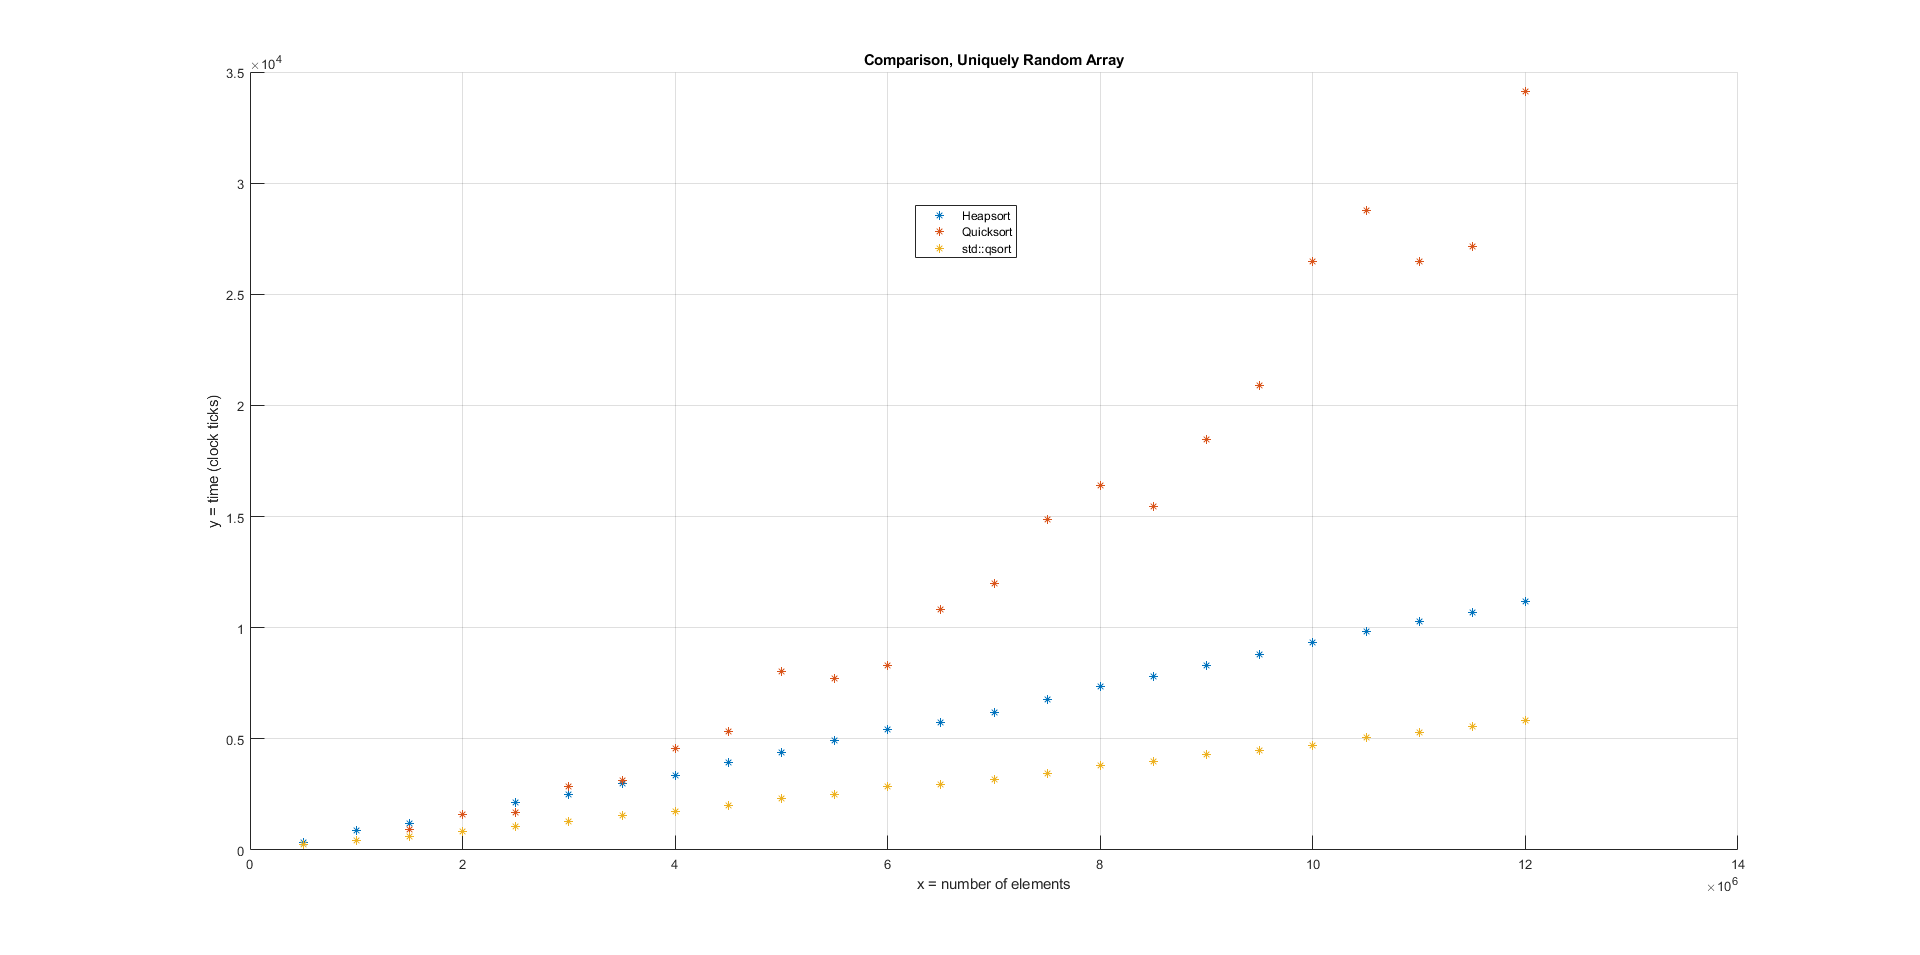 Comparison, Uniquely Random Array
×10^4
3.5
3
2.5
2
1.5
1
0.5
0
y = time (clock ticks)
Heapsort
Quicksort
std::qsort
0 2 4 6 8 10 12 14
x = number of elements
×10^6